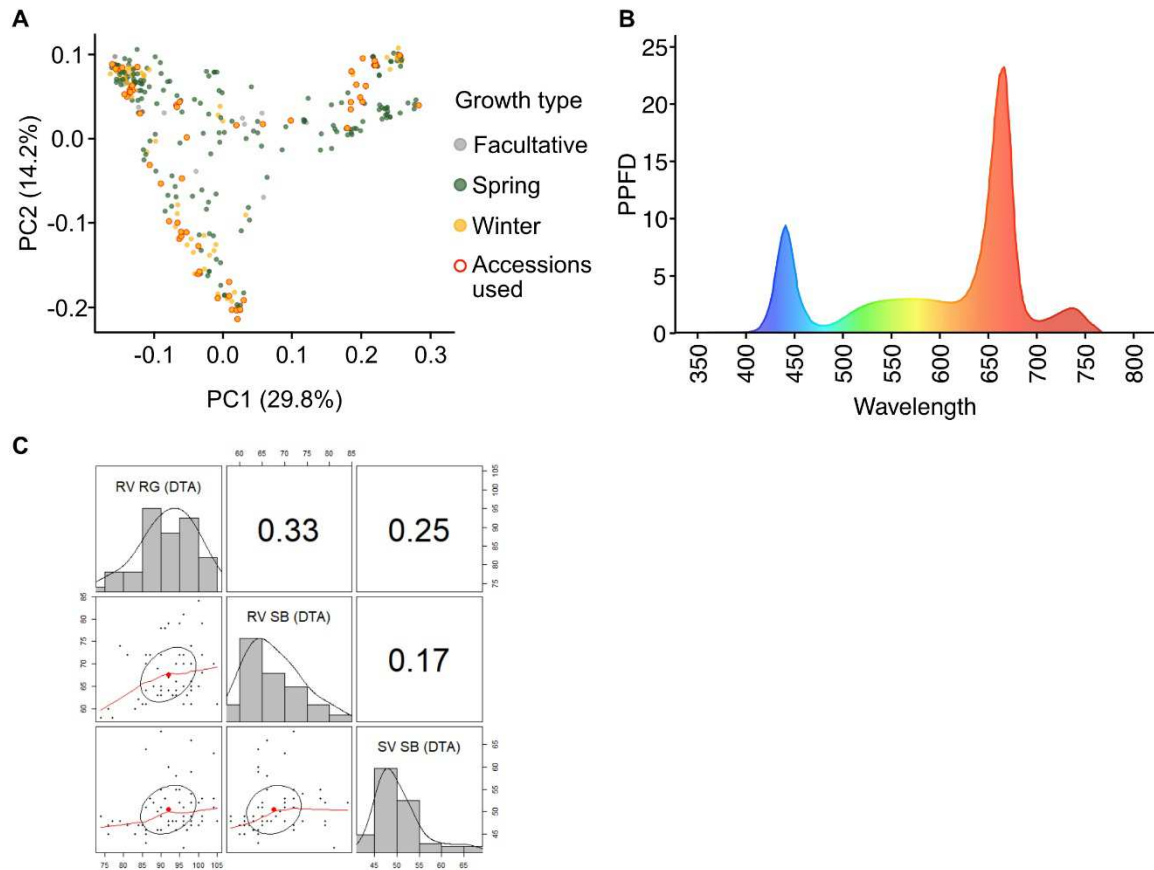 A
0.1
0.0
-0.1
-0.2
PC2 (14.2%)
-0.1 0.0 0.1 0.2 0.3
PC1 (29.8%)
Growth type
Facultative
Spring
Winter
Accessions
used
B
25
20
15
10
5
0
PPFD
350 400 450 500 550 600 650 700 750 800
Wavelength
C
60 65 70 75 80 85
RV RG (DTA)
0.33
0.25
75 80 85 90 95 100 105
60 65 70 75 80 85
RV SB (DTA)
0.17
SV SB (DTA)
45 50 55 60 65
75 80 85 90 95 100 105
45 50 55 60 65